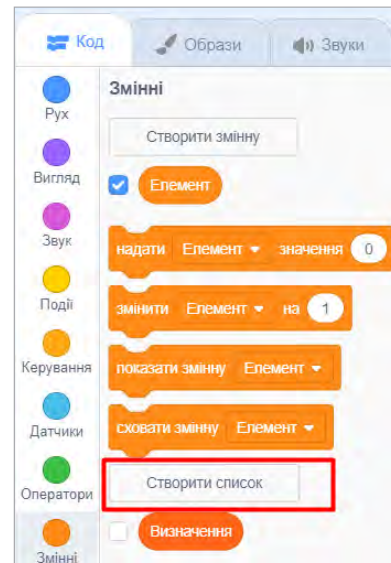 Код Образи Звуки
Рух
Вигляд
Звук
Події
Керування
Датчики
Оператори
Змінні
Змінні
Створити змінну
Елемент
надати Елемент значення 0
змінити Елемент на 1
показати змінну Елемент
сховати змінну Елемент
Створити список
Визначення